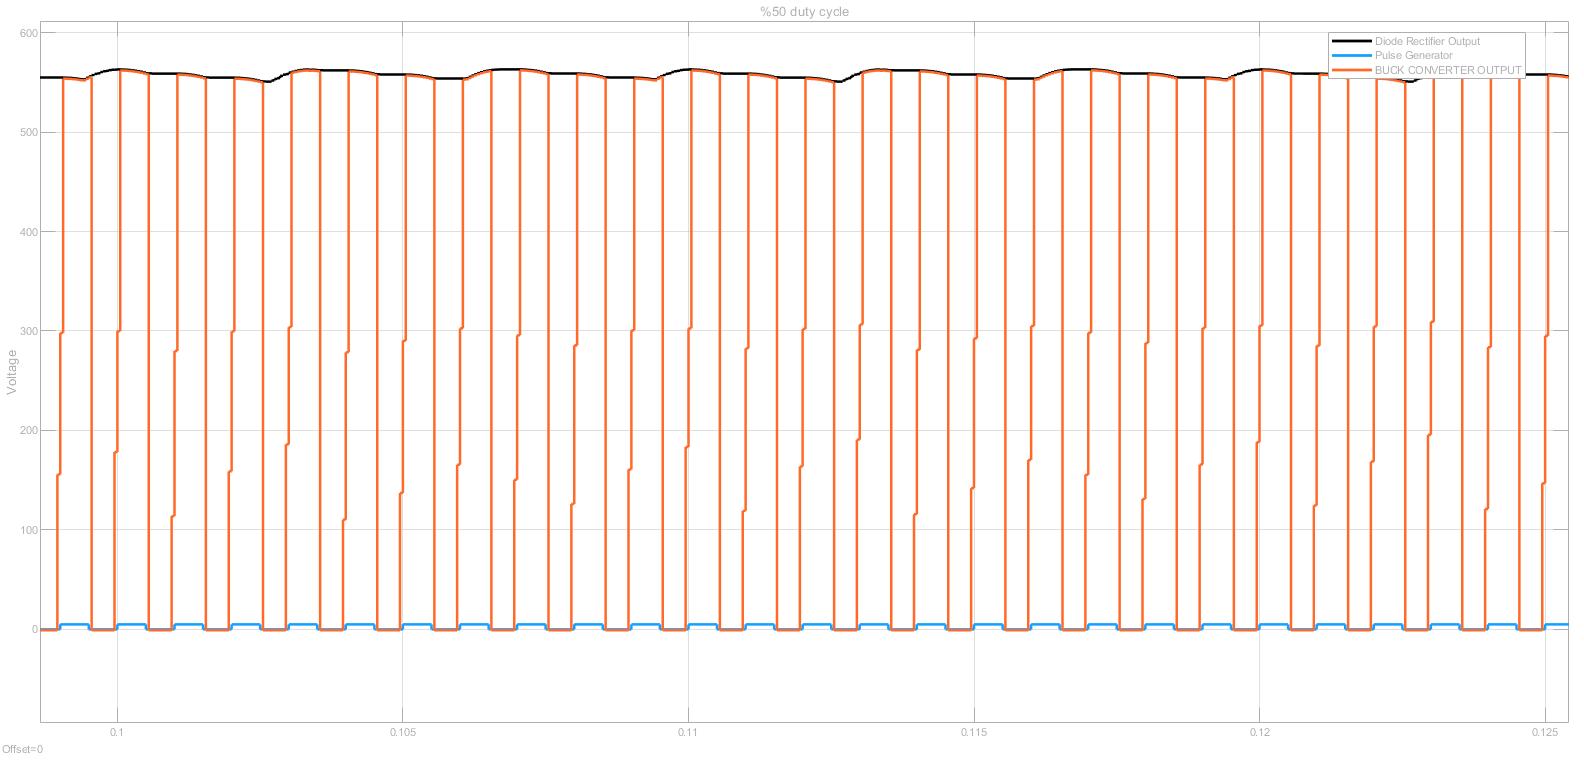 %50 duty cycle
600
500
400
300
200
100
0
Voltage
Diode Rectifier Output
Pulse Generator
BUCK CONVERTER OUTPUT
0.1
0.105
0.11
0.115
0.12
0.125
Offset=0